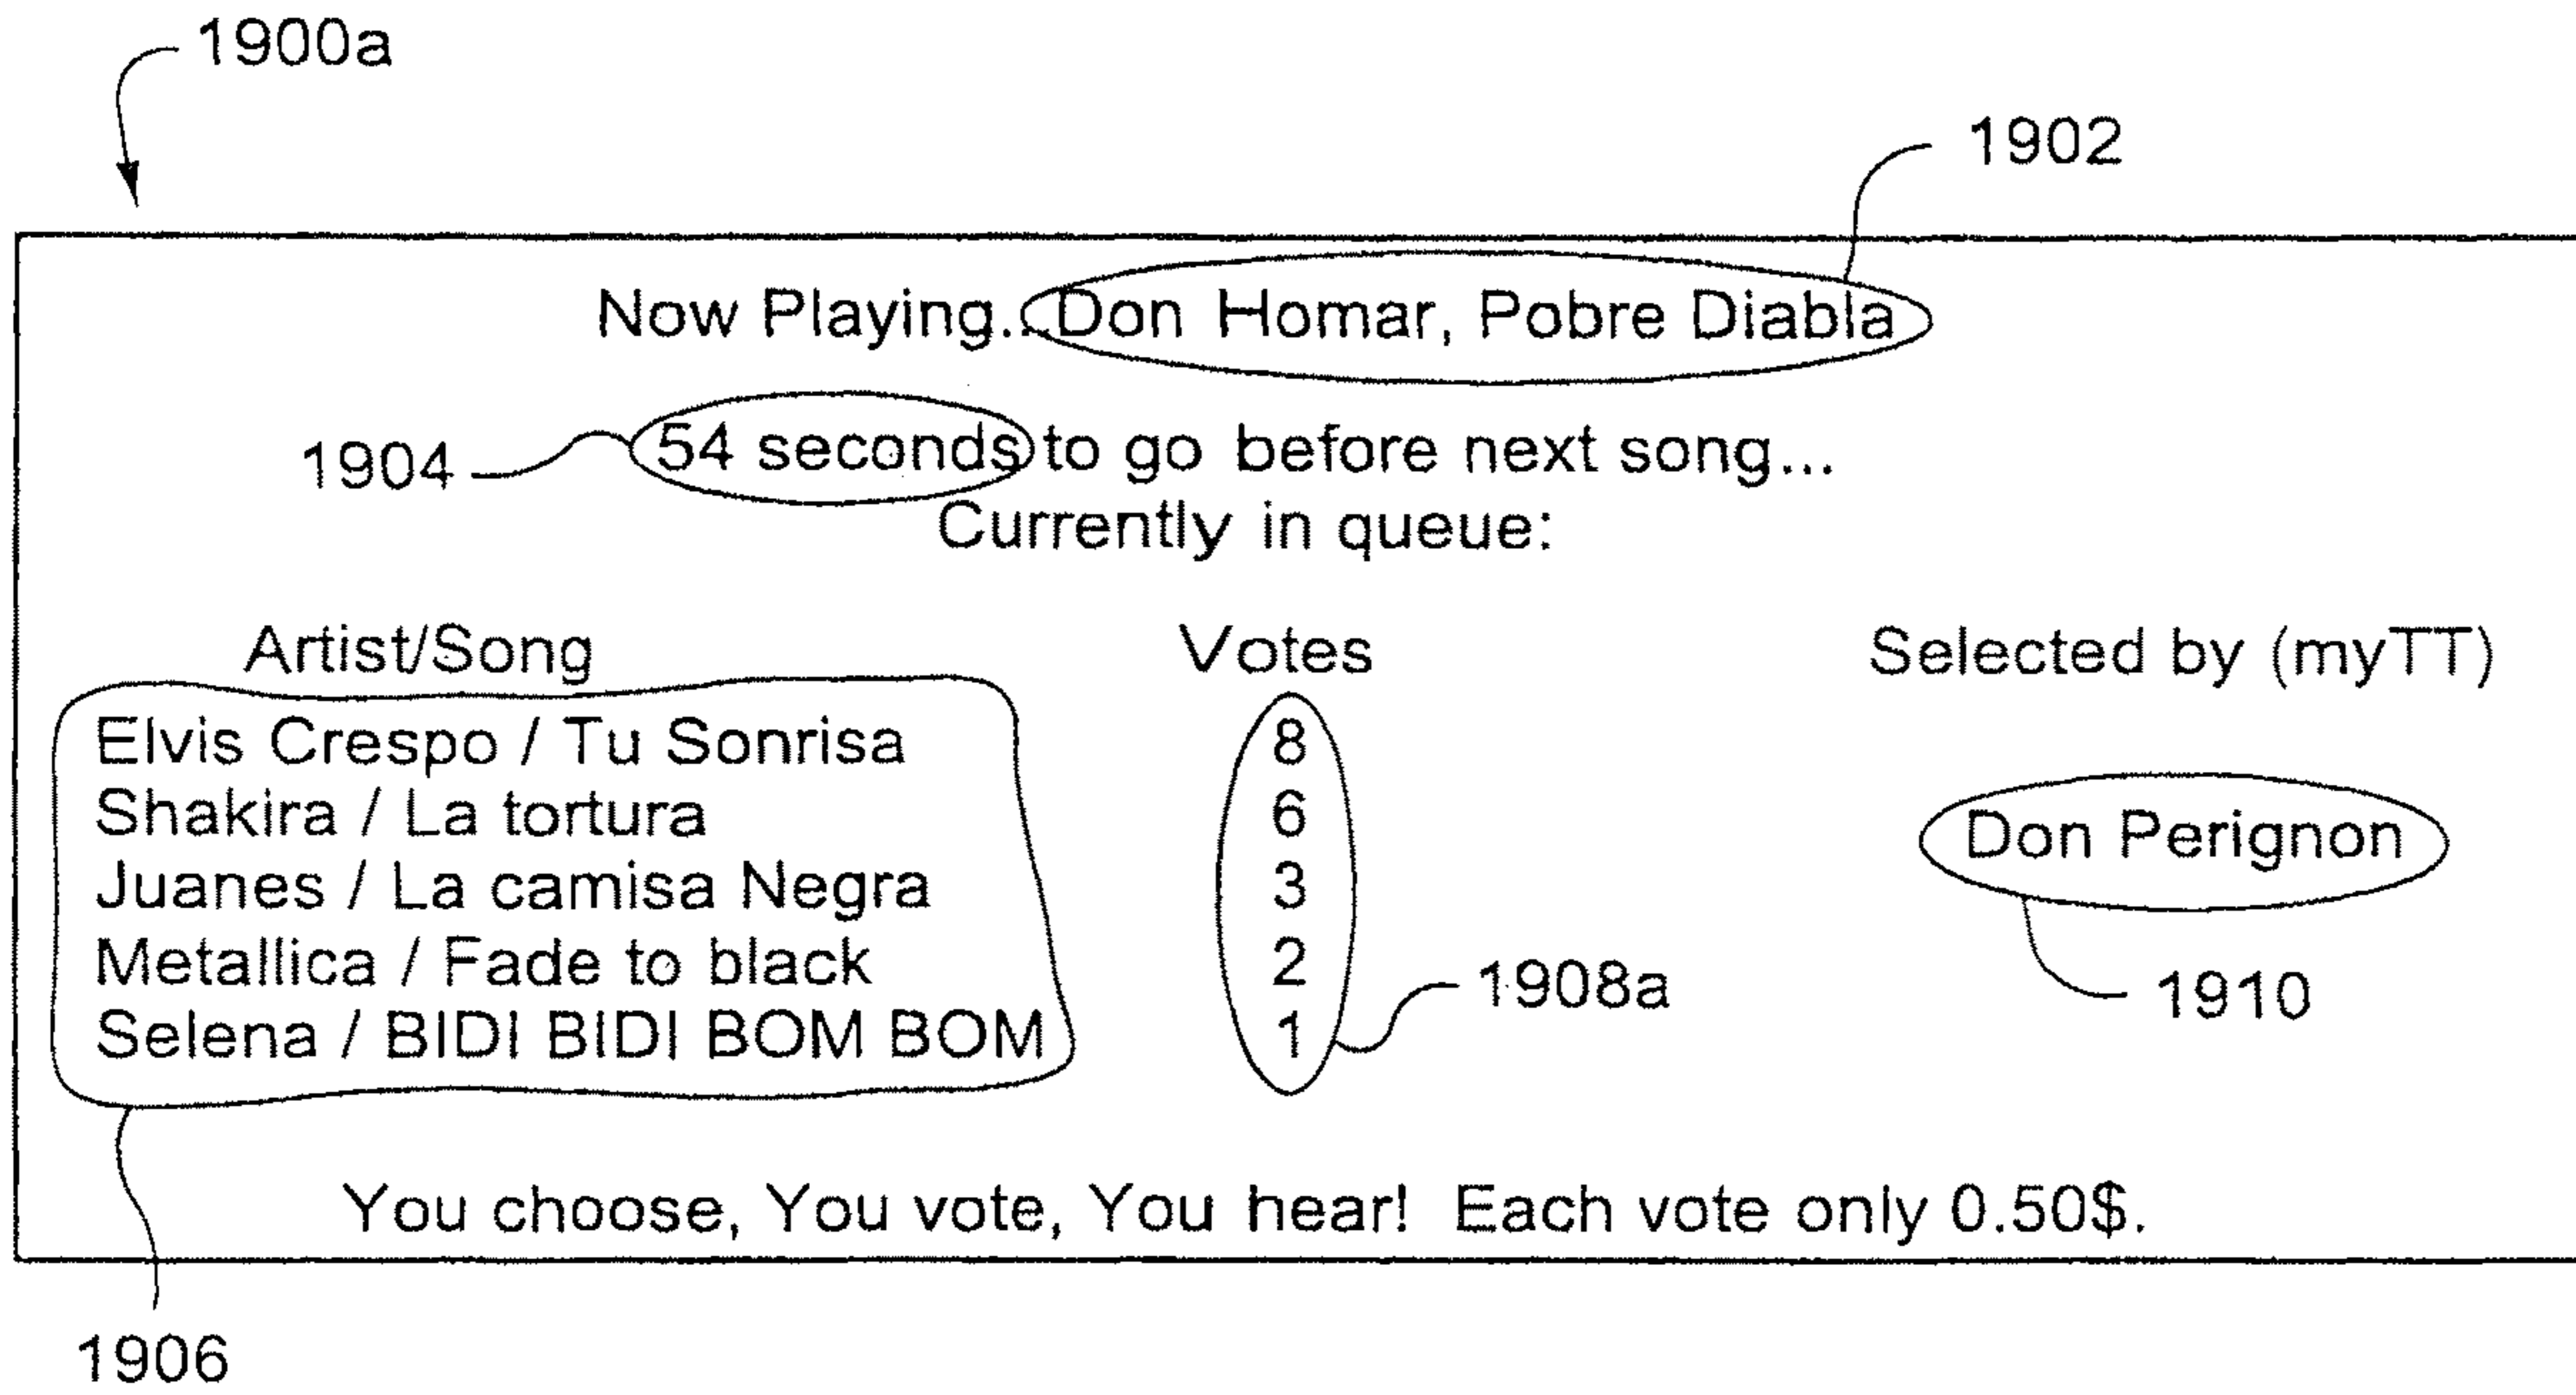 1900a
1902
Now Playing...Don Homar, Pobre Diabla
1904 54 seconds to go before next song...
Currently in queue:
Artist/Song Votes Selected by (myTT)
Elvis Crespo / Tu Sonrisa 8
Shakira / La tortura 6
Don Perignon
Juanes / La camisa Negra 3
Metallica / Fade to black 2
1908a
1910
Selena / BIDI BIDI BOM BOM 1
You choose, You vote, You hear! Each vote only 0.50$.
1906